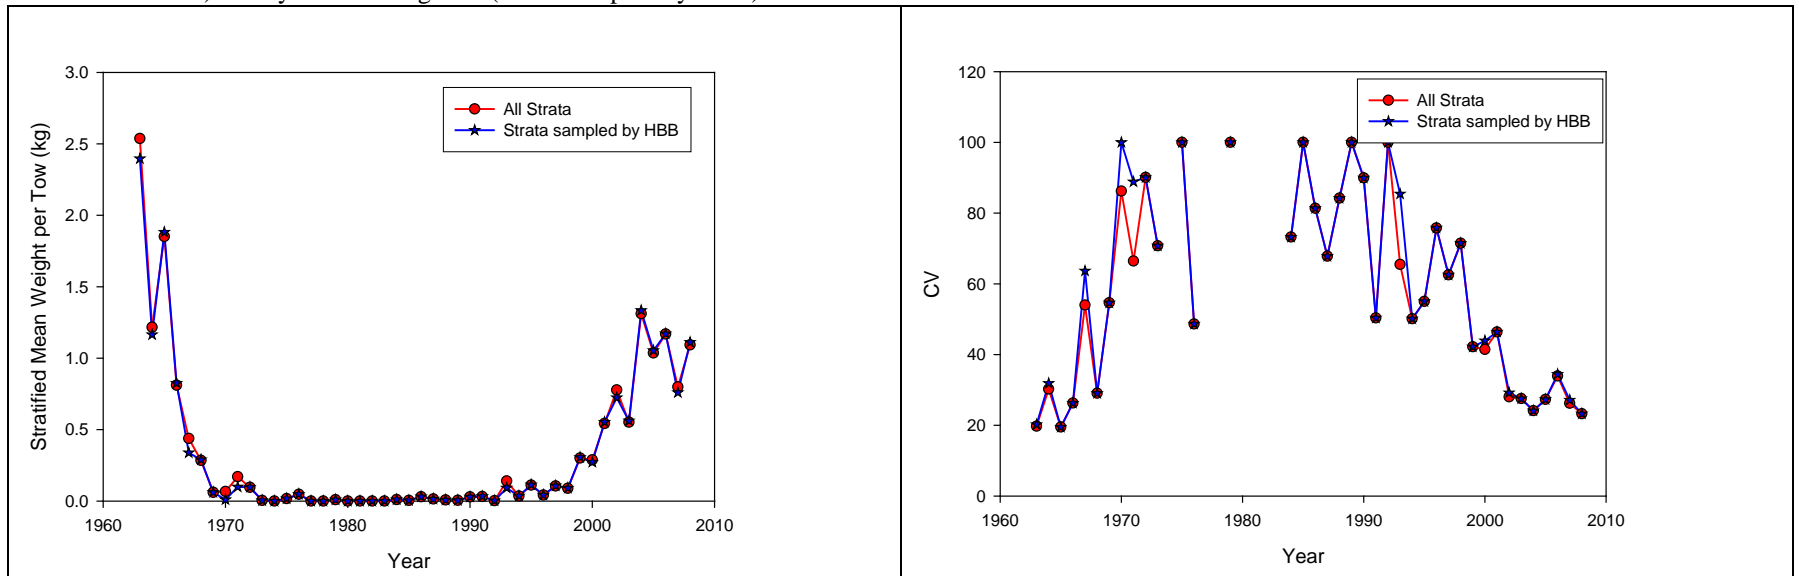 3.0
2.5
2.0
1.5
1.0
0.5
0.0
Stratified Mean Weight per Tow (kg)
All Strata
Strata sampled by HBB
1960 1970 1980 1990 2000 2010
Year
120
100
80
60
40
20
0
CV
All Strata
Strata sampled by HBB
1960 1970 1980 1990 2000 2010
Year